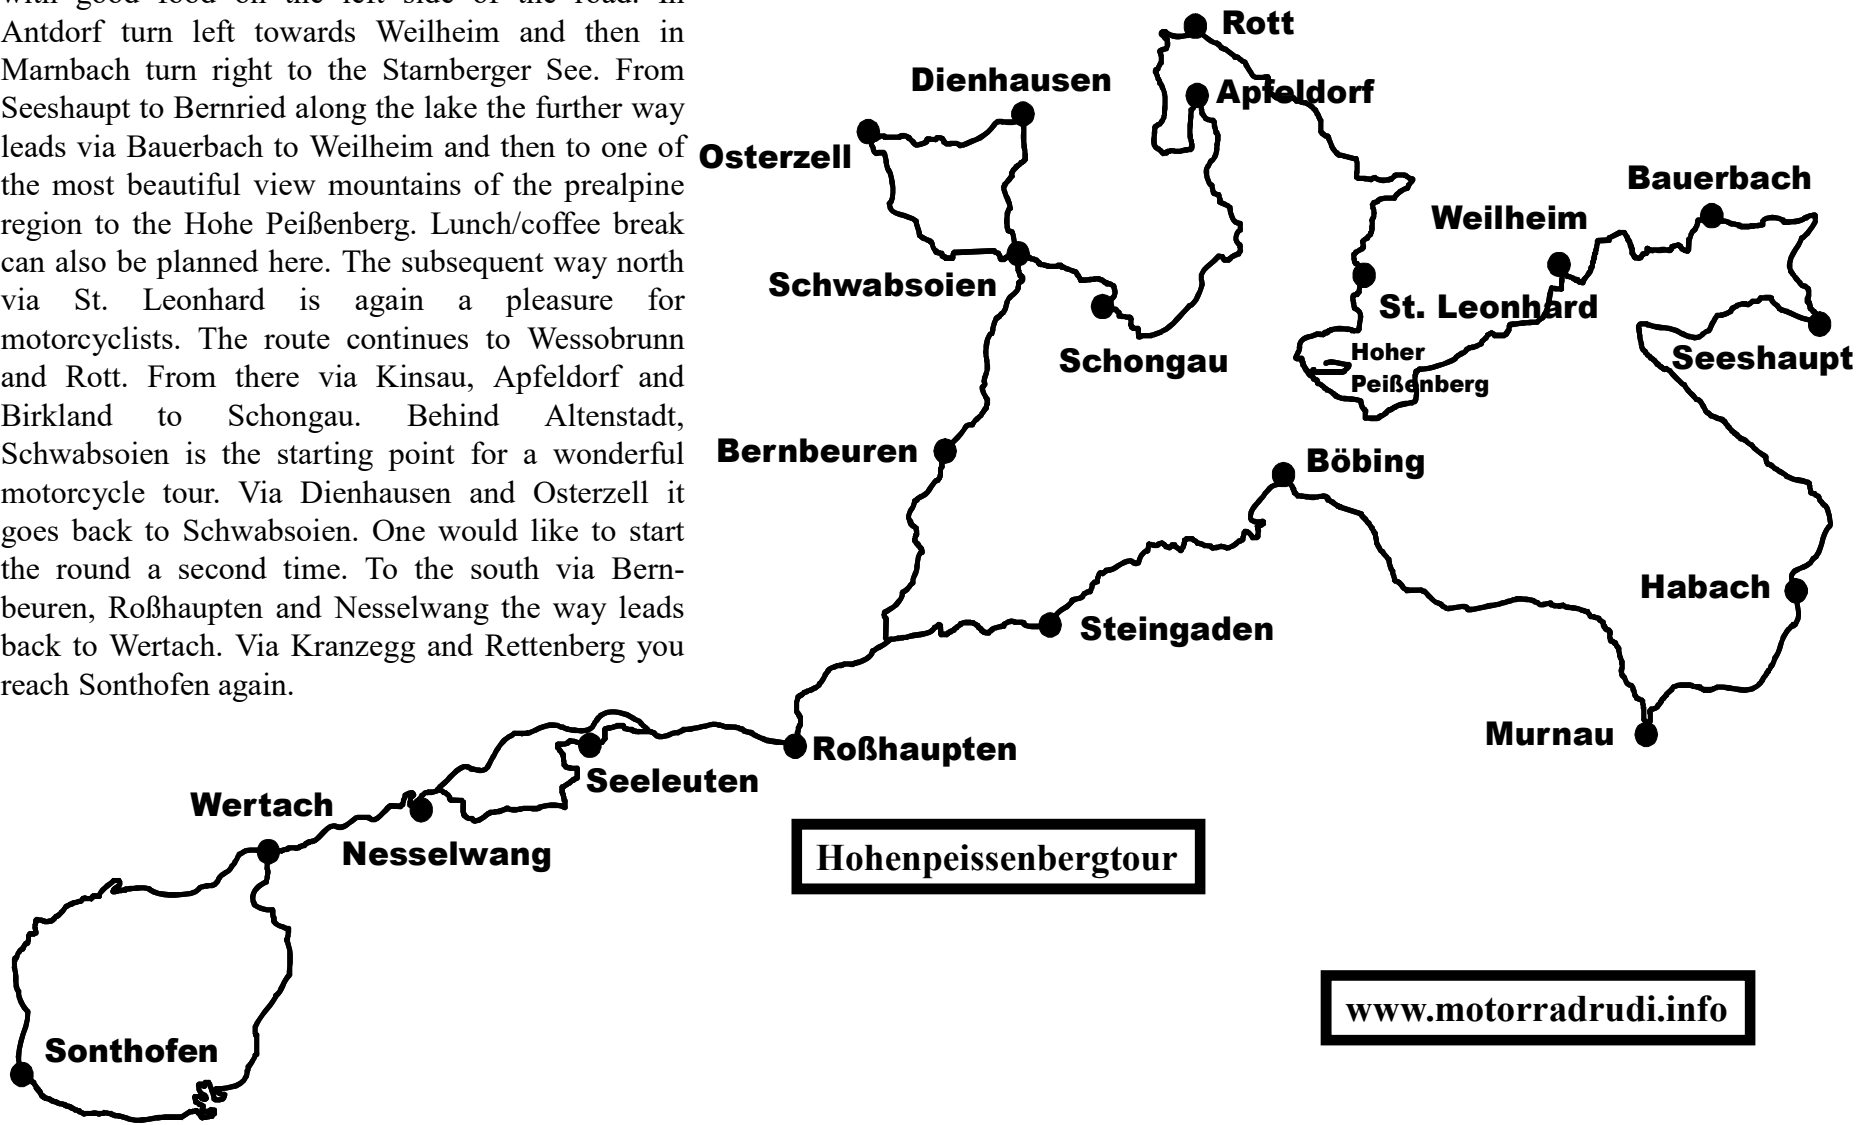 with good food on the left side of the road. In
Antdorf turn left towards Weilheim and then in
Marnbach turn right to the Starnberger See. From
Seeshaupt to Bernried along the lake the further way
leads via Bauerbach to Weilheim and then to one of
the most beautiful view mountains of the prealpine
region to the Hohe Peißenberg. Lunch/coffee break
can also be planned here. The subsequent way north
via St. Leonhard is again a pleasure for
motorcyclists. The route continues to Wessobrunn
and Rott. From there via Kinsau, Apfeldorf and
Birkland to Schongau. Behind Altenstadt,
Schwabsoien is the starting point for a wonderful
motorcycle tour. Via Dienhausen and Osterzell it
goes back to Schwabsoien. One would like to start
the round a second time. To the south via Bern-
beuren, Roßhaupten and Nesselwang the way leads
back to Wertach. Via Kranzegg and Rettenberg you
reach Sonthofen again.
Rott
Dienhausen
Apfeldorf
Osterzell
Bauerbach
Weilheim
Schwabsoien
St. Leonhard
Schongau
Hoher
Peißenberg
Seeshaupt
Bernbeuren
Böbing
Habach
Steingaden
Murnau
Roßhaupten
Seeleuten
Wertach
Nesselwang
Hohenpeissenbergtour
www.motorradrudi.info
Sonthofen